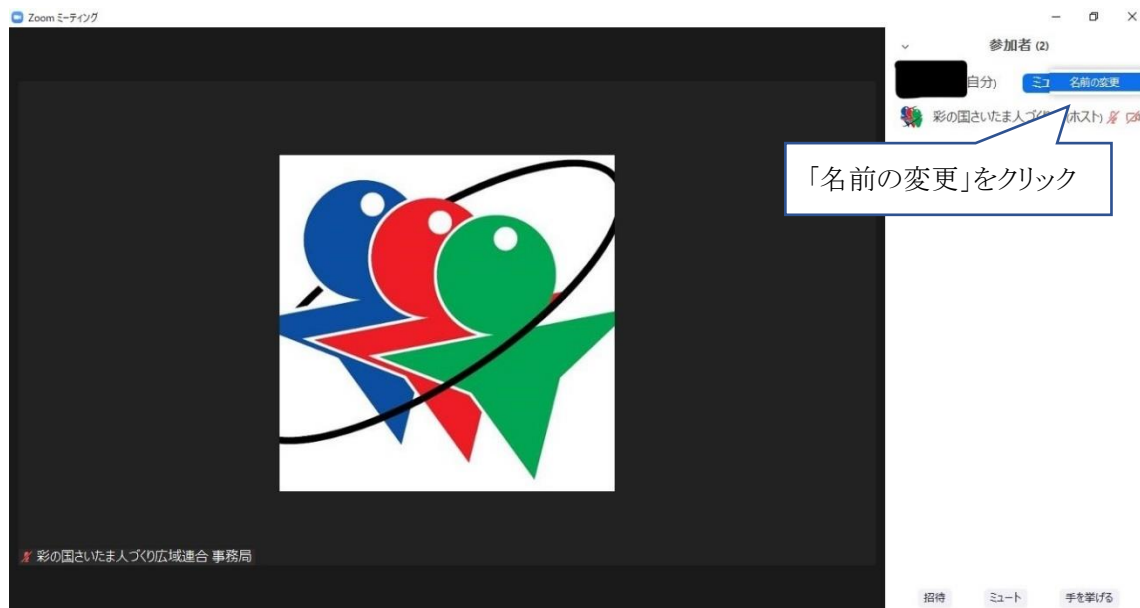 Zoom ミーティング
参加者 (2)
自分)
名前の変更
彩の国さいたま人づくり (ホスト)
「名前の変更」をクリック
彩の国さいたま人づくり広域連合 事務局
招待 ミュート 手を挙げる